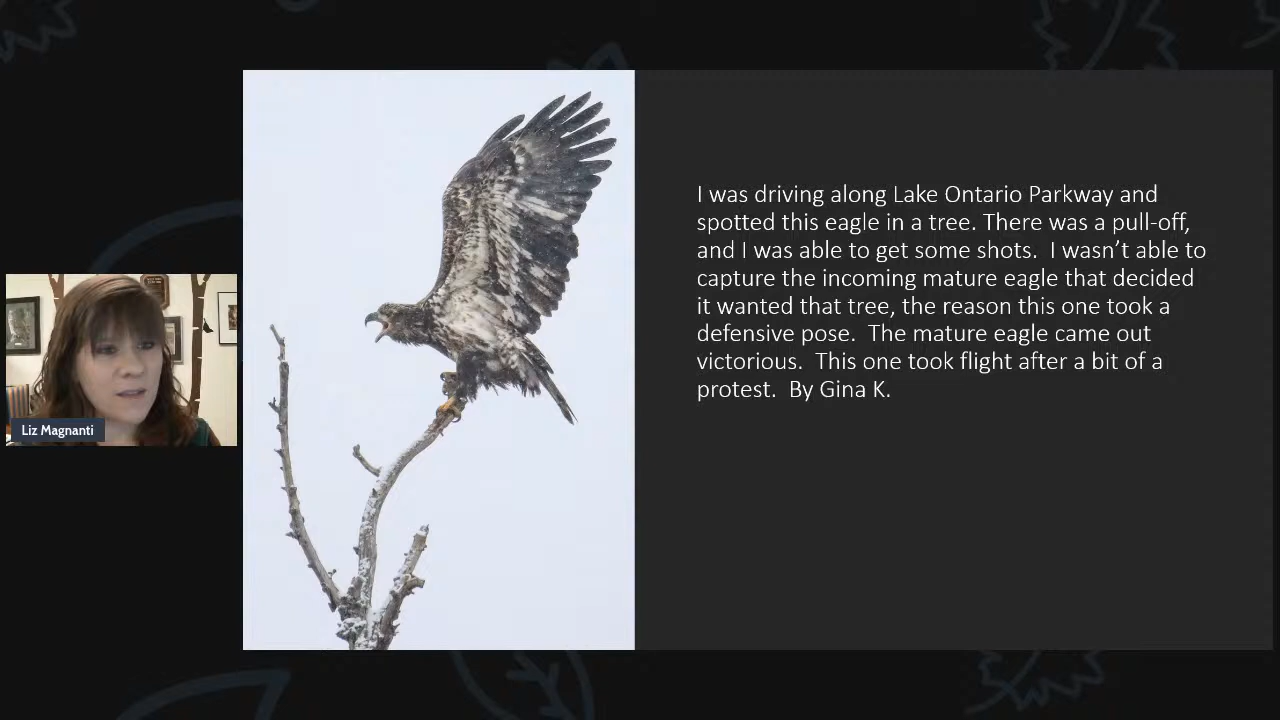 I was driving along Lake Ontario Parkway and
spotted this eagle in a tree. There was a pull-off,
and I was able to get some shots.  I wasn’t able to
capture the incoming mature eagle that decided
it wanted that tree, the reason this one took a
defensive pose.  The mature eagle came out
victorious.  This one took flight after a bit of a
protest.  By Gina K.
Liz Magnanti